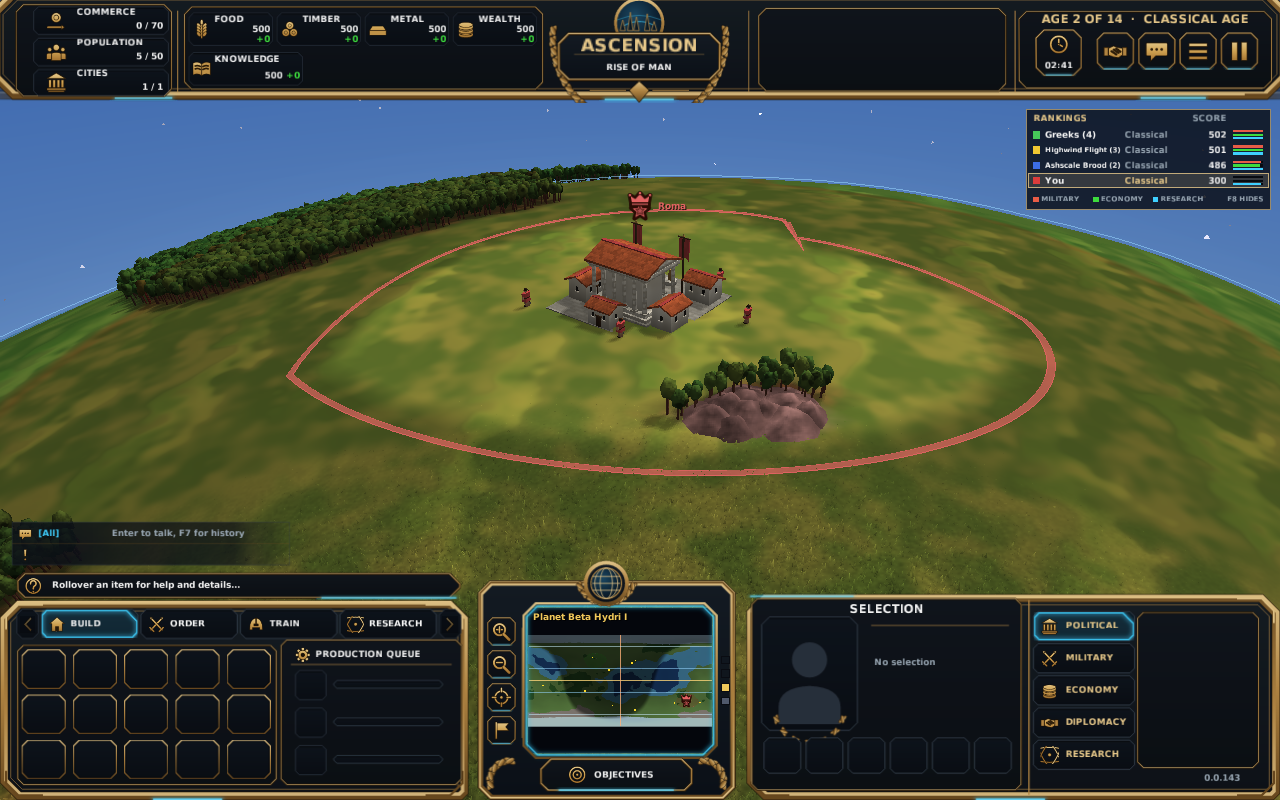 COMMERCE
0 / 70
POPULATION
5 / 50
CITIES
1 / 1
FOOD
500
+0
TIMBER
500
+0
METAL
500
+0
WEALTH
500
+0
KNOWLEDGE
500 +0
ASCENSION
RISE OF MAN
AGE 2 OF 14 · CLASSICAL AGE
02:41
RANKINGS SCORE
Greeks (4) Classical 502
Highwind Flight (3) Classical 501
Ashscale Brood (2) Classical 486
You Classical 300
MILITARY ECONOMY RESEARCH F8 HIDES
Roma
[All] Enter to talk, F7 for history
!
Rollover an item for help and details...
BUILD ORDER TRAIN RESEARCH
PRODUCTION QUEUE
Planet Beta Hydri I
OBJECTIVES
SELECTION
No selection
POLITICAL
MILITARY
ECONOMY
DIPLOMACY
RESEARCH
0.0.143